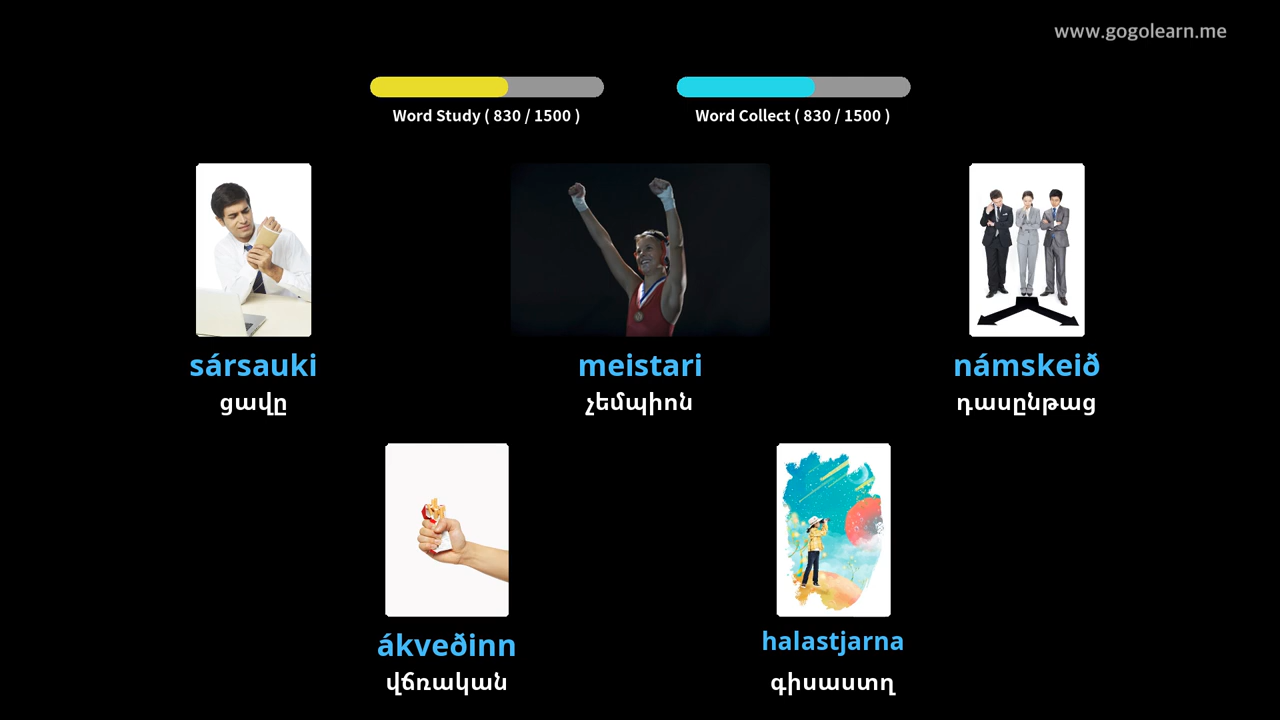 www.gogolearn.me
Word Study ( 830 / 1500 )
Word Collect ( 830 / 1500 )
sársauki
ցավը
meistari
չեմպիոն
námskeið
դասընթաց
ákveðinn
վճռական
halastjarna
գիսաստղ